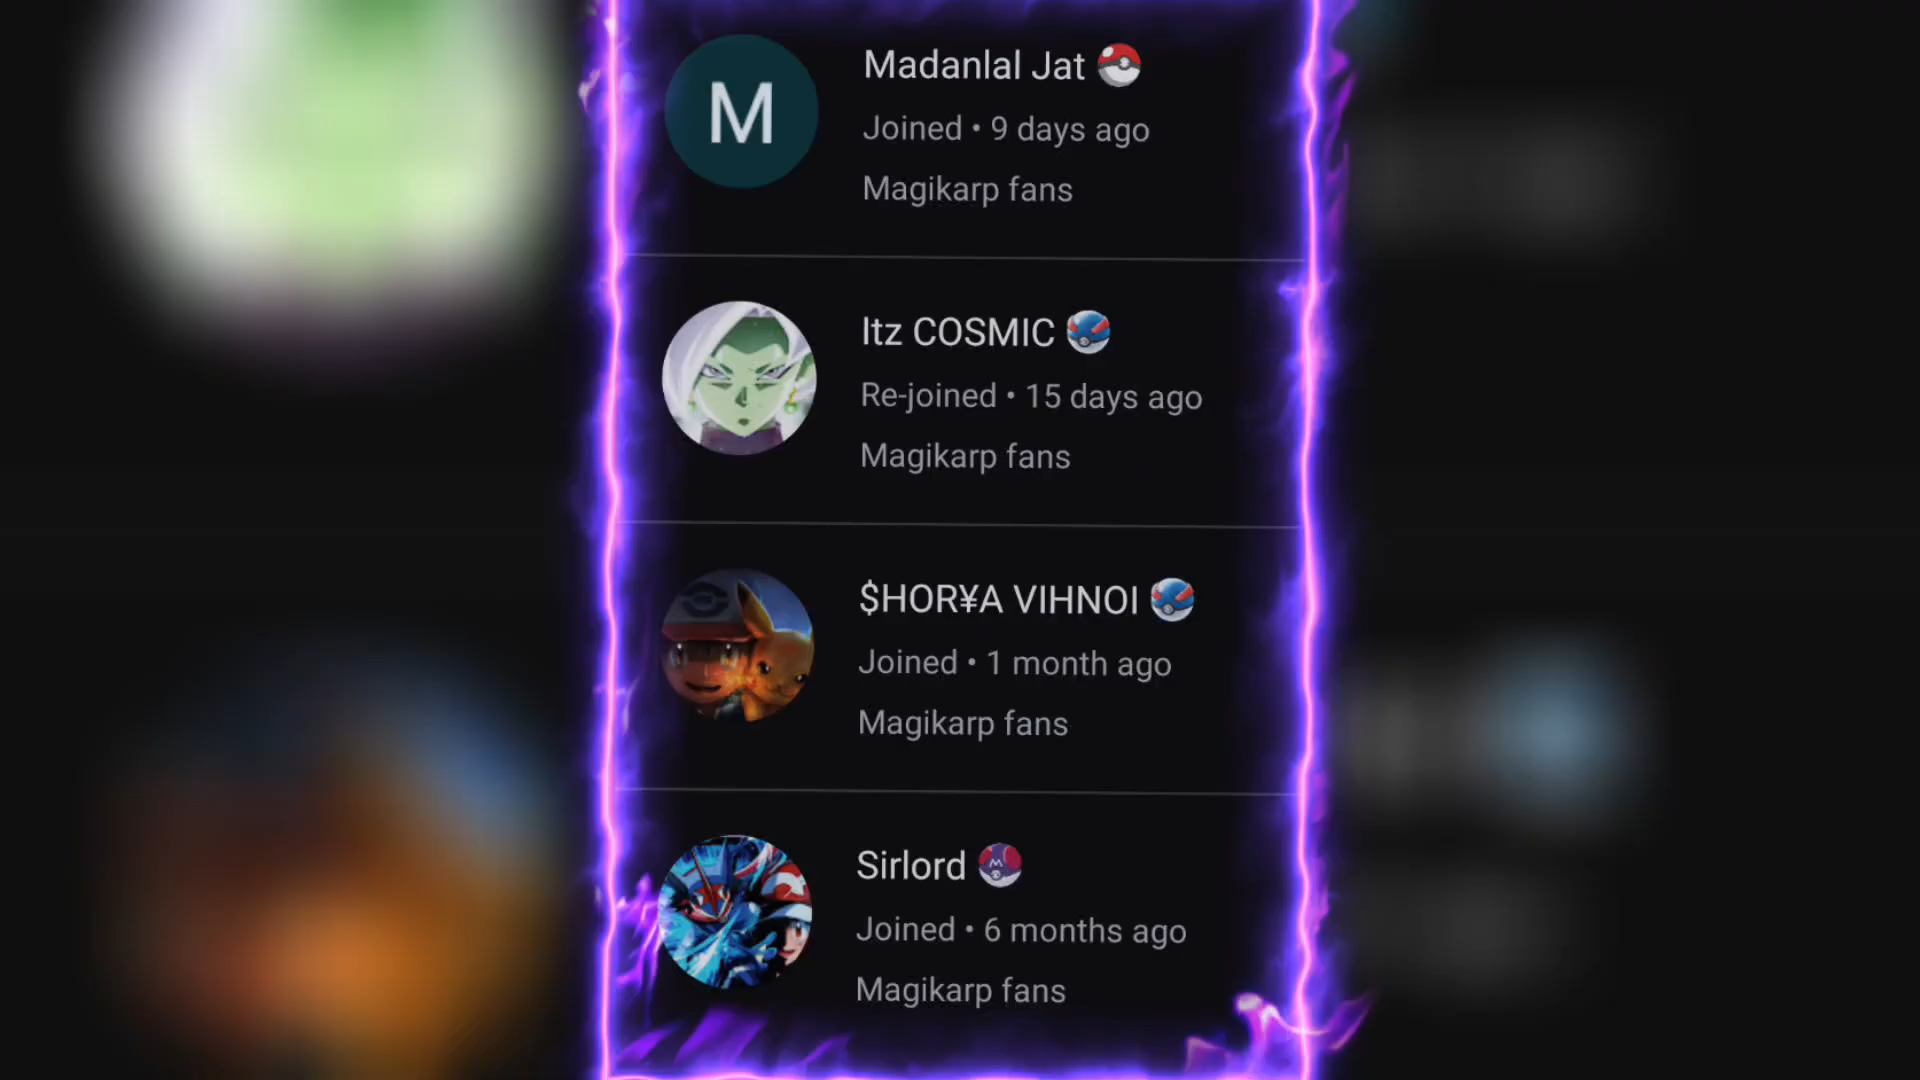 M
Madanlal Jat
Joined • 9 days ago
Magikarp fans
Itz COSMIC
Re-joined • 15 days ago
Magikarp fans
$HOR¥A VIHNOI
Joined • 1 month ago
Magikarp fans
Sirlord
Joined • 6 months ago
Magikarp fans